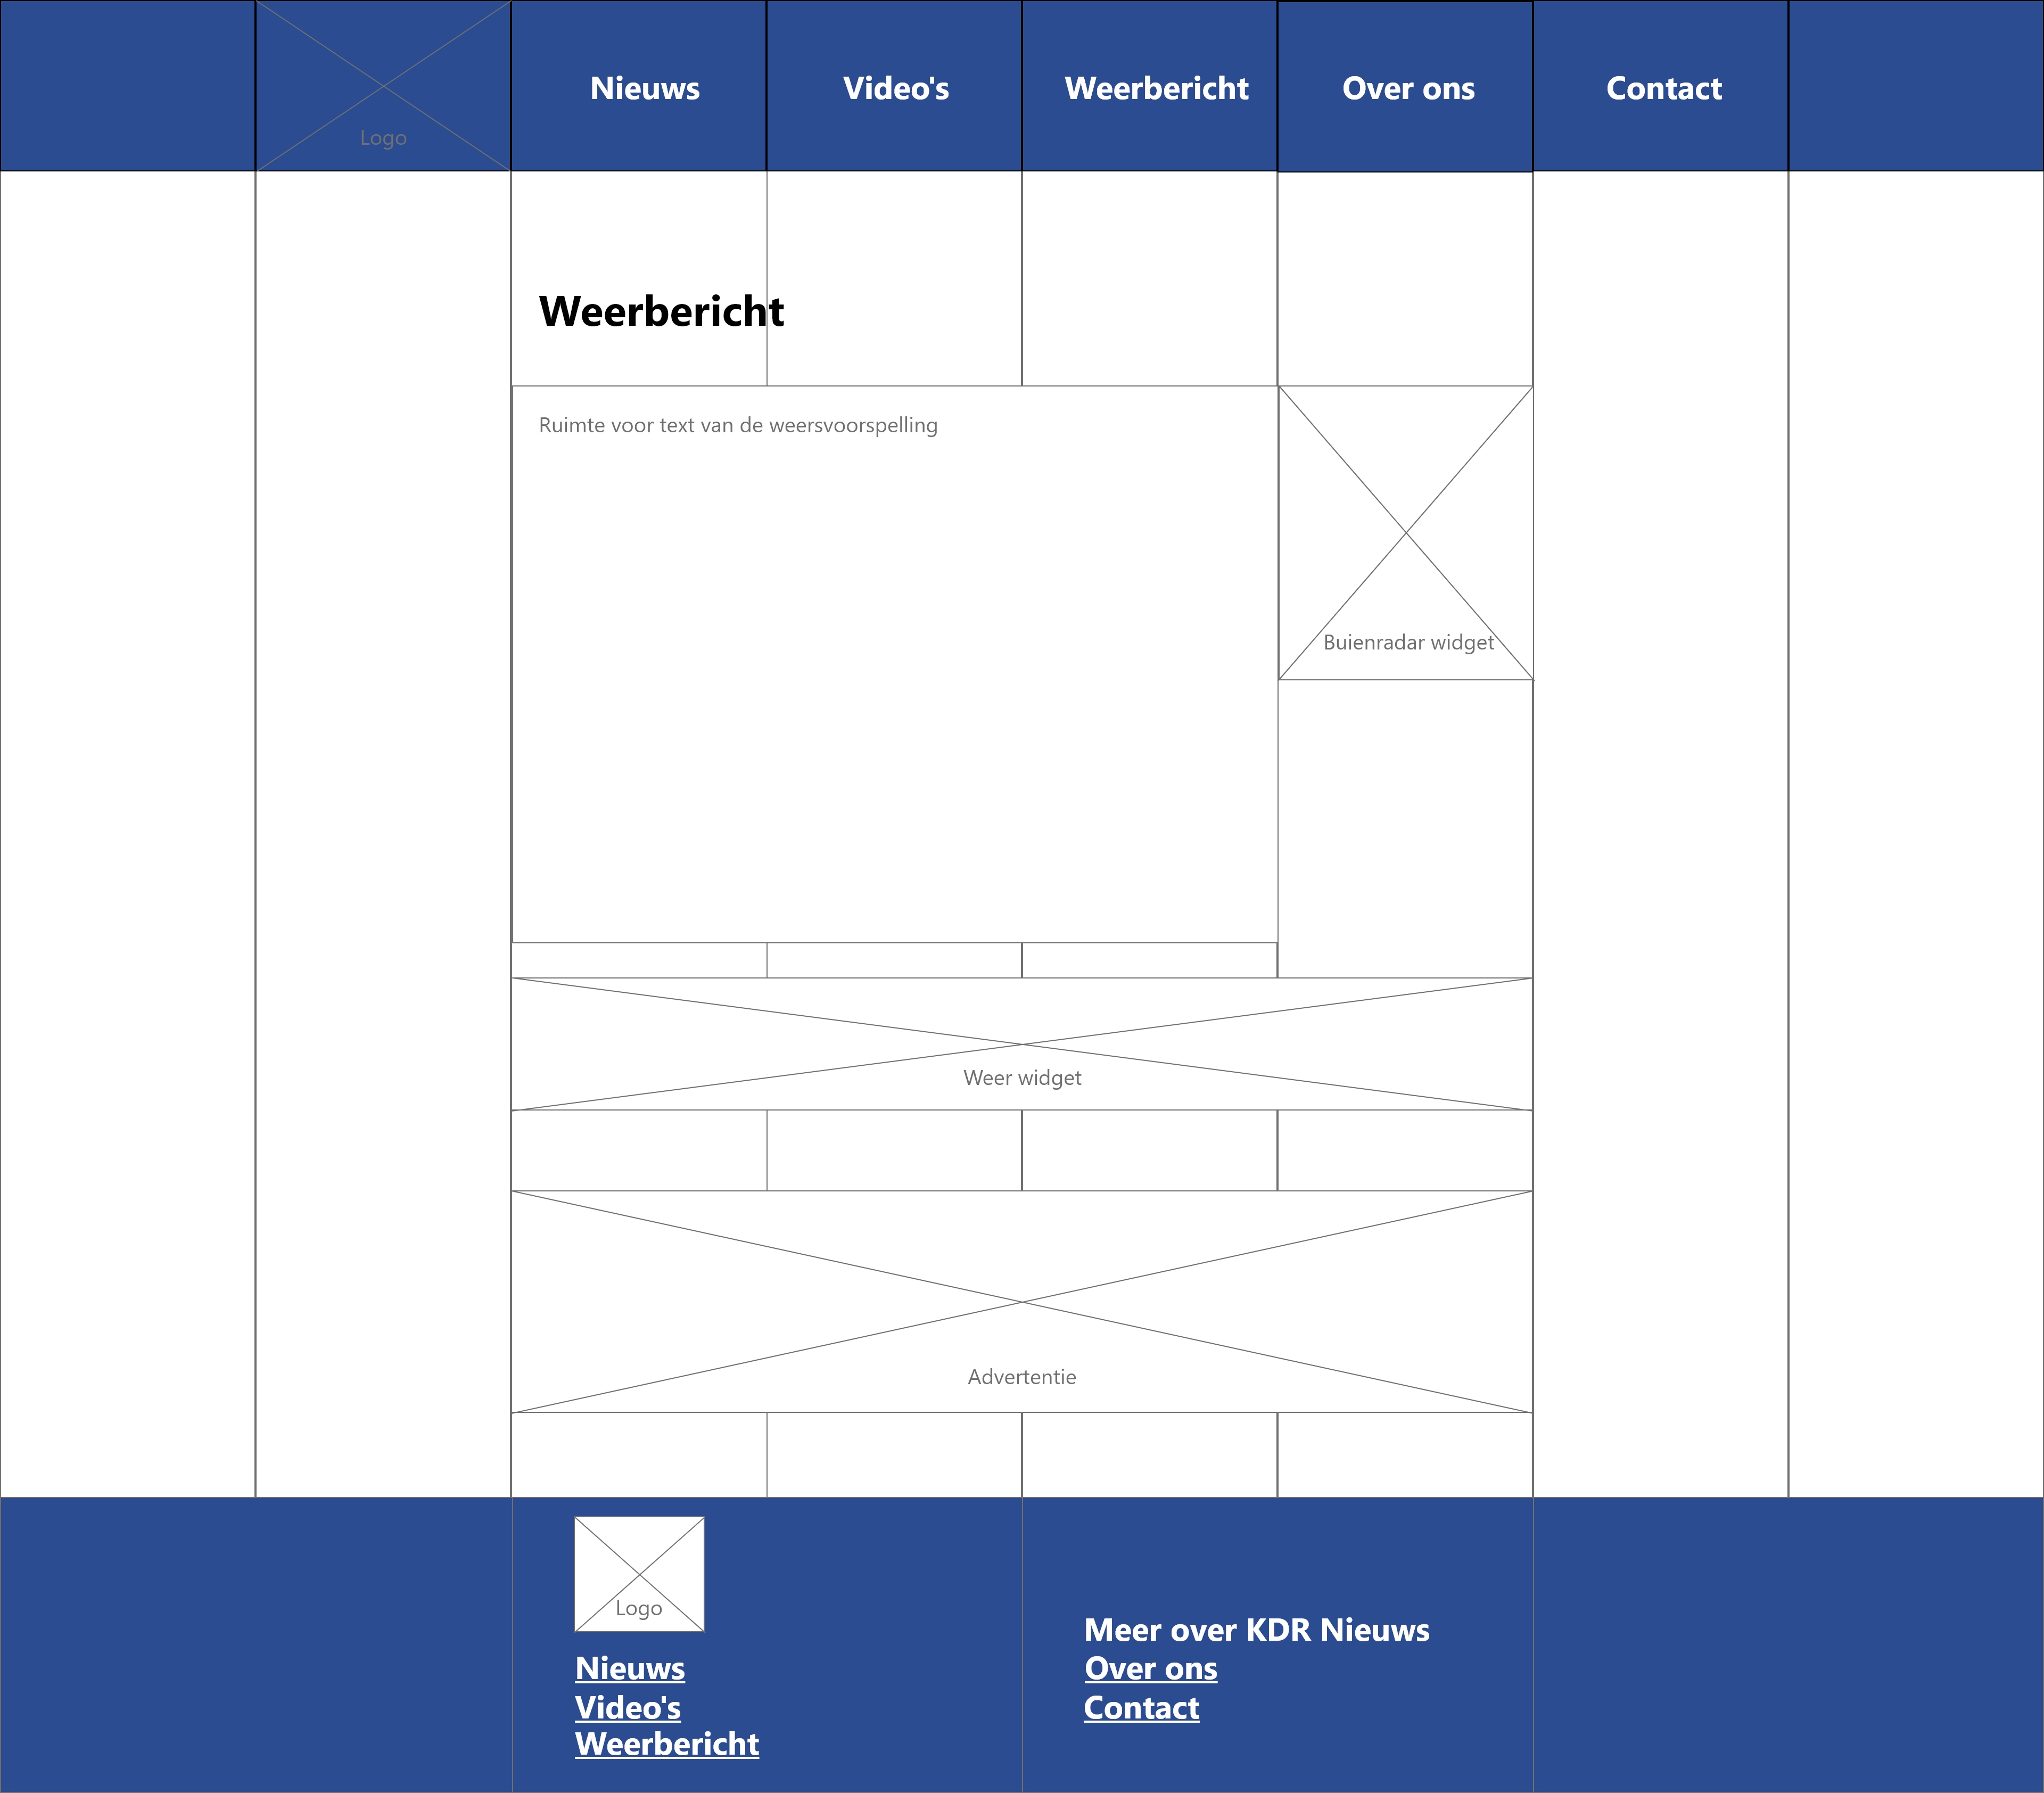 Logo
Nieuws
Video's
Weerbericht
Over ons
Contact
Weerbericht
Ruimte voor text van de weersvoorspelling
Buienradar widget
Weer widget
Advertentie
Logo
Nieuws
Video's
Weerbericht
Meer over KDR Nieuws
Over ons
Contact